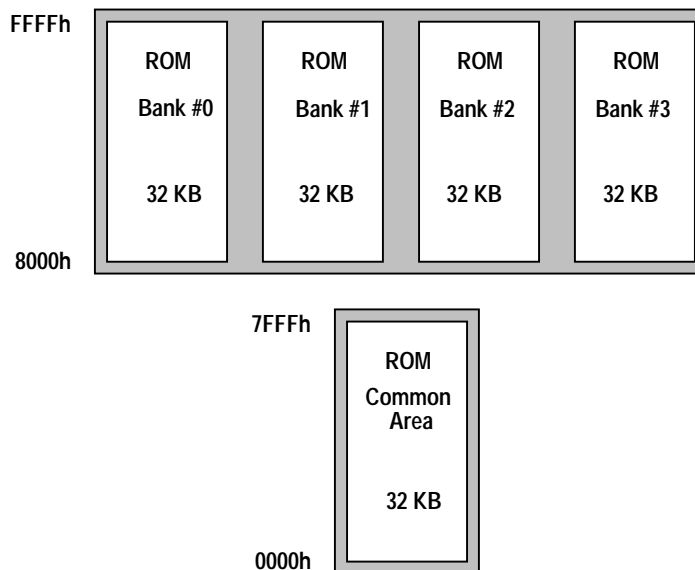 FFFFh
ROM ROM ROM ROM
Bank #0 Bank #1 Bank #2 Bank #3
32 KB 32 KB 32 KB 32 KB
8000h
7FFFh
ROM
Common
Area
32 KB
0000h